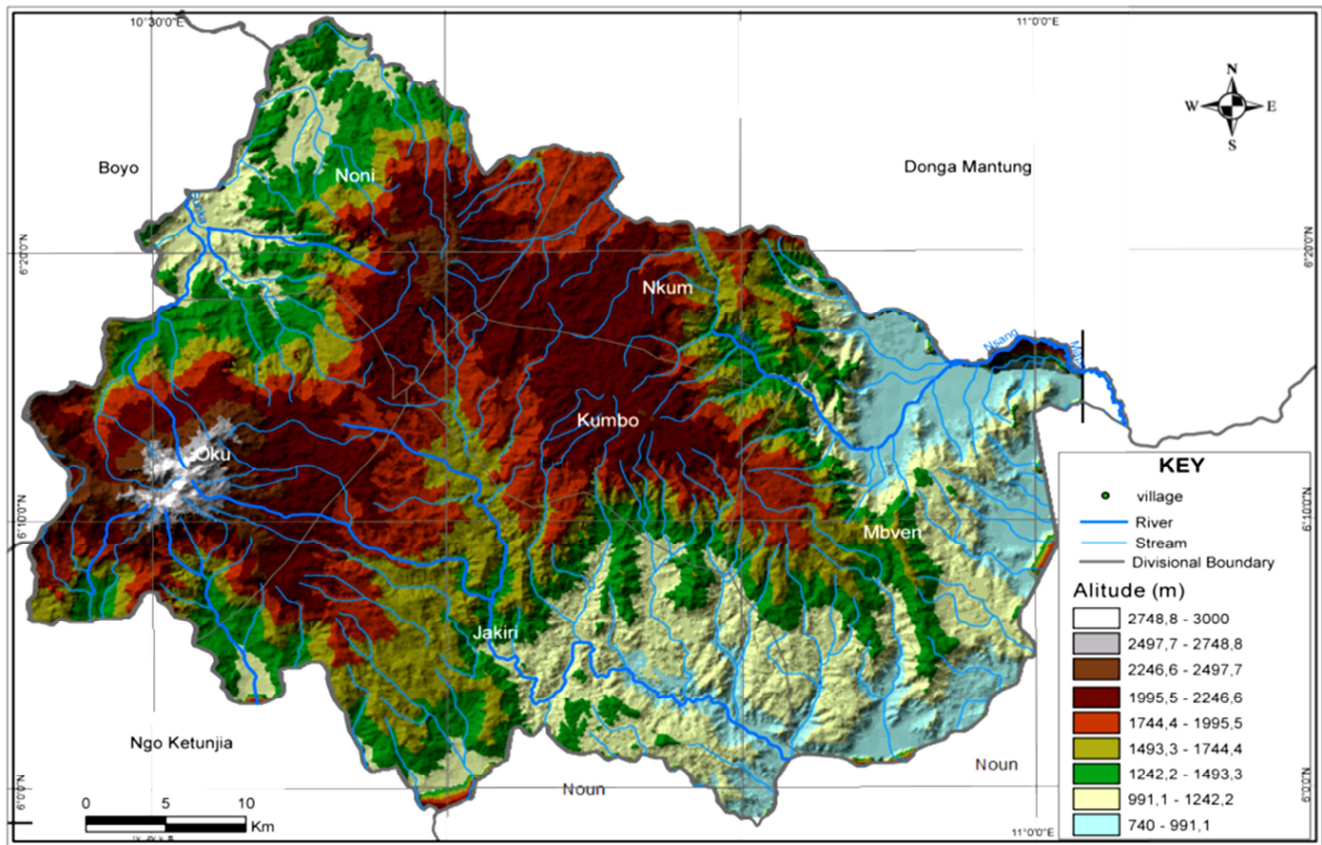 10°30'0"E
11°0'0"E
N
W
E
S
Boyo
Donga Mantung
Noni
6°20'0"N
6°20'0"N
Nkum
Nsang
Kumbo
Oku
KEY
village
River
Stream
Divisional Boundary
Alitude (m)
2748,8 - 3000
2497,7 - 2748,8
2246,6 - 2497,7
1995,5 - 2246,6
1744,4 - 1995,5
1493,3 - 1744,4
1242,2 - 1493,3
991,1 - 1242,2
740 - 991,1
6°10'0"N
6°10'0"N
Mbven
Jakiri
Ngo Ketunjia
Noun
Noun
6°0'0"N
6°0'0"N
0 5 10
Km
11°0'0"E